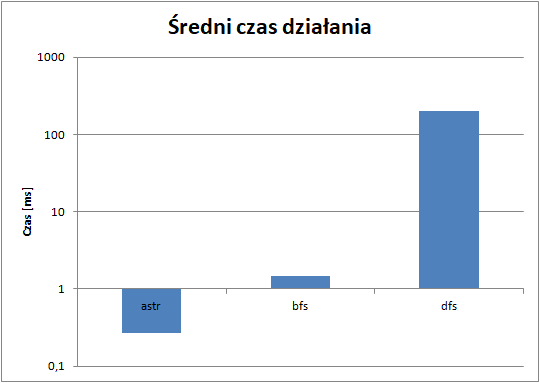 Średni czas działania
1000
100
10
1
0,1
Czas [ms]
astr
bfs
dfs